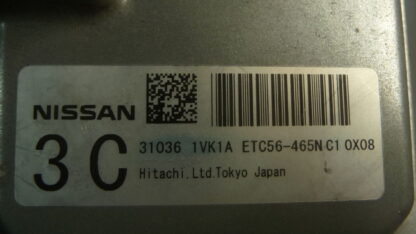 NISSAN
3C 31036 1VK1A ETC56-465N C1 0X08
Hitachi,Ltd.Tokyo Japan